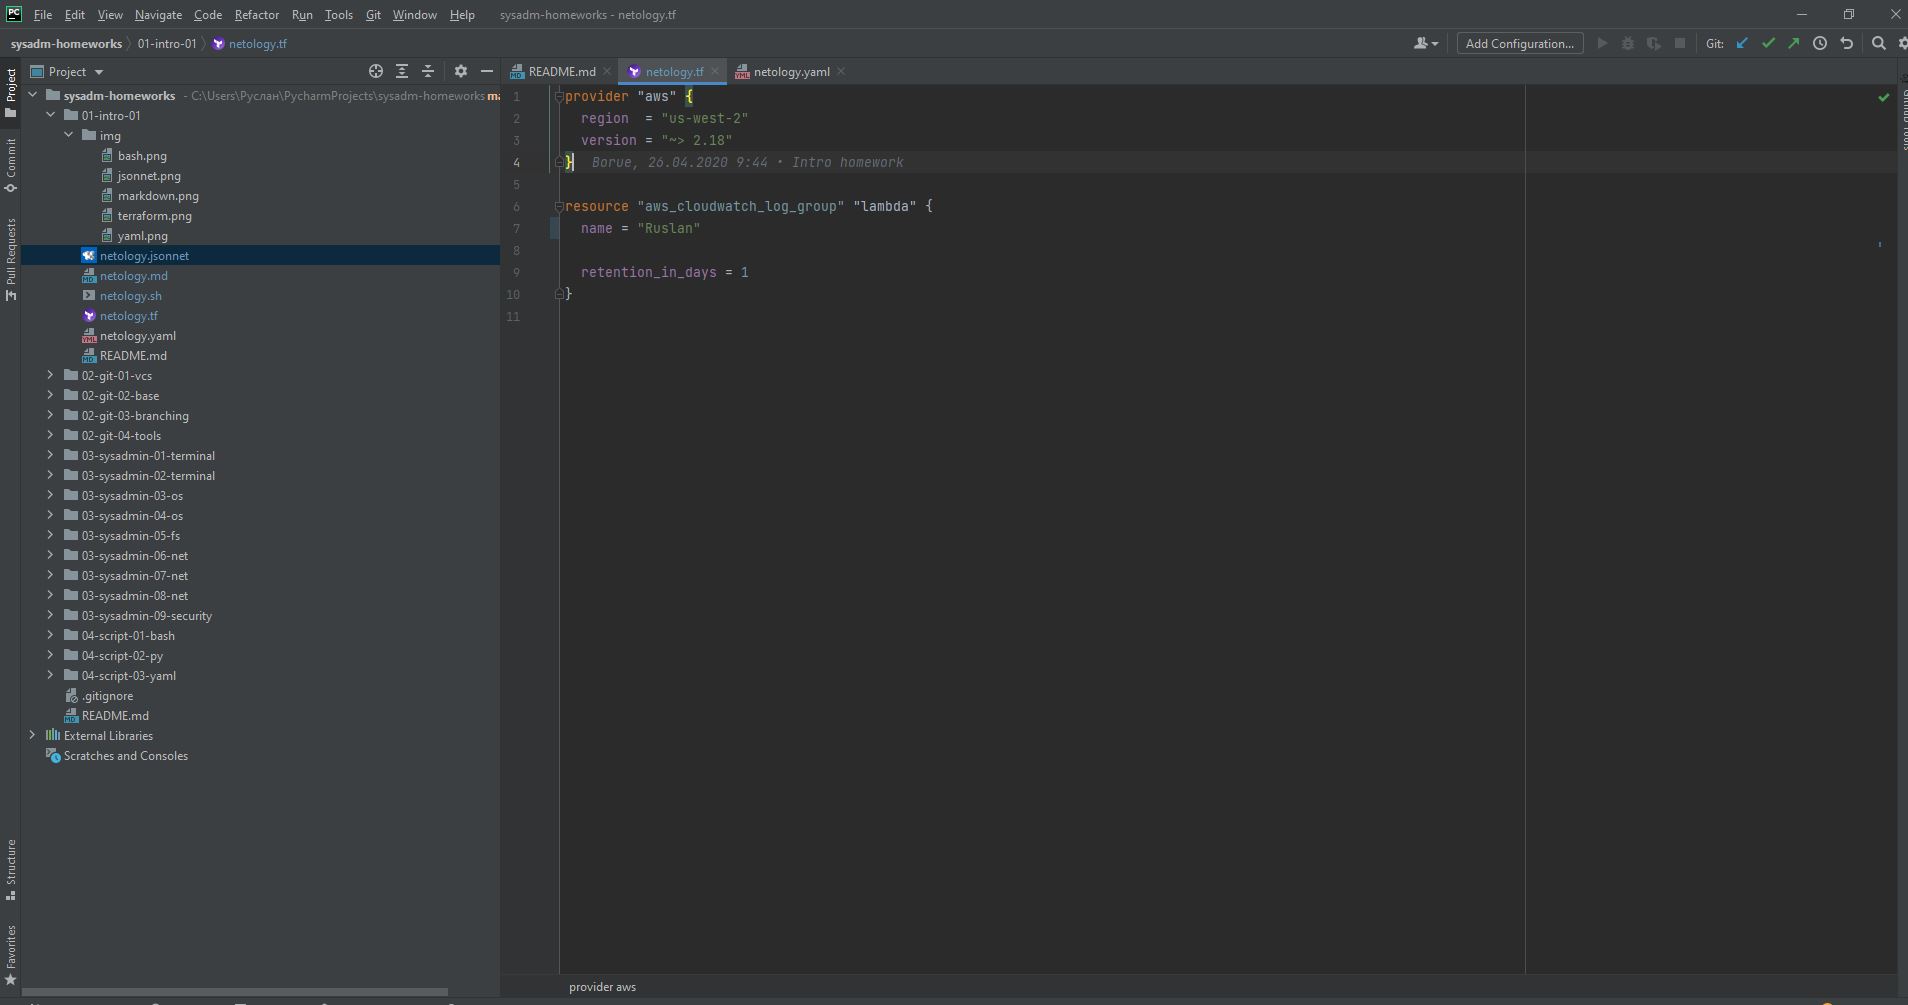 PC File Edit View Navigate Code Refactor Run Tools Git Window Help sysadm-homeworks - netology.tf
sysadm-homeworks 01-intro-01 netology.tf Add Configuration... Git:
Project
Commit
Pull Requests
Structure
Favorites
Project
sysadm-homeworks - C:\Users\Руслан\PycharmProjects\sysadm-homeworks
01-intro-01
img
bash.png
jsonnet.png
markdown.png
terraform.png
yaml.png
netology.jsonnet
netology.md
netology.sh
netology.tf
netology.yaml
README.md
02-git-01-vcs
02-git-02-base
02-git-03-branching
02-git-04-tools
03-sysadmin-01-terminal
03-sysadmin-02-terminal
03-sysadmin-03-os
03-sysadmin-04-os
03-sysadmin-05-fs
03-sysadmin-06-net
03-sysadmin-07-net
03-sysadmin-08-net
03-sysadmin-09-security
04-script-01-bash
04-script-02-py
04-script-03-yaml
.gitignore
README.md
External Libraries
Scratches and Consoles
README.md netology.tf netology.yaml
1 provider "aws" {
2 region = "us-west-2"
3 version = "~> 2.18"
4 } Borue, 26.04.2020 9:44 • Intro homework
5
6 resource "aws_cloudwatch_log_group" "lambda" {
7 name = "Ruslan"
8
9 retention_in_days = 1
10 }
11
provider aws